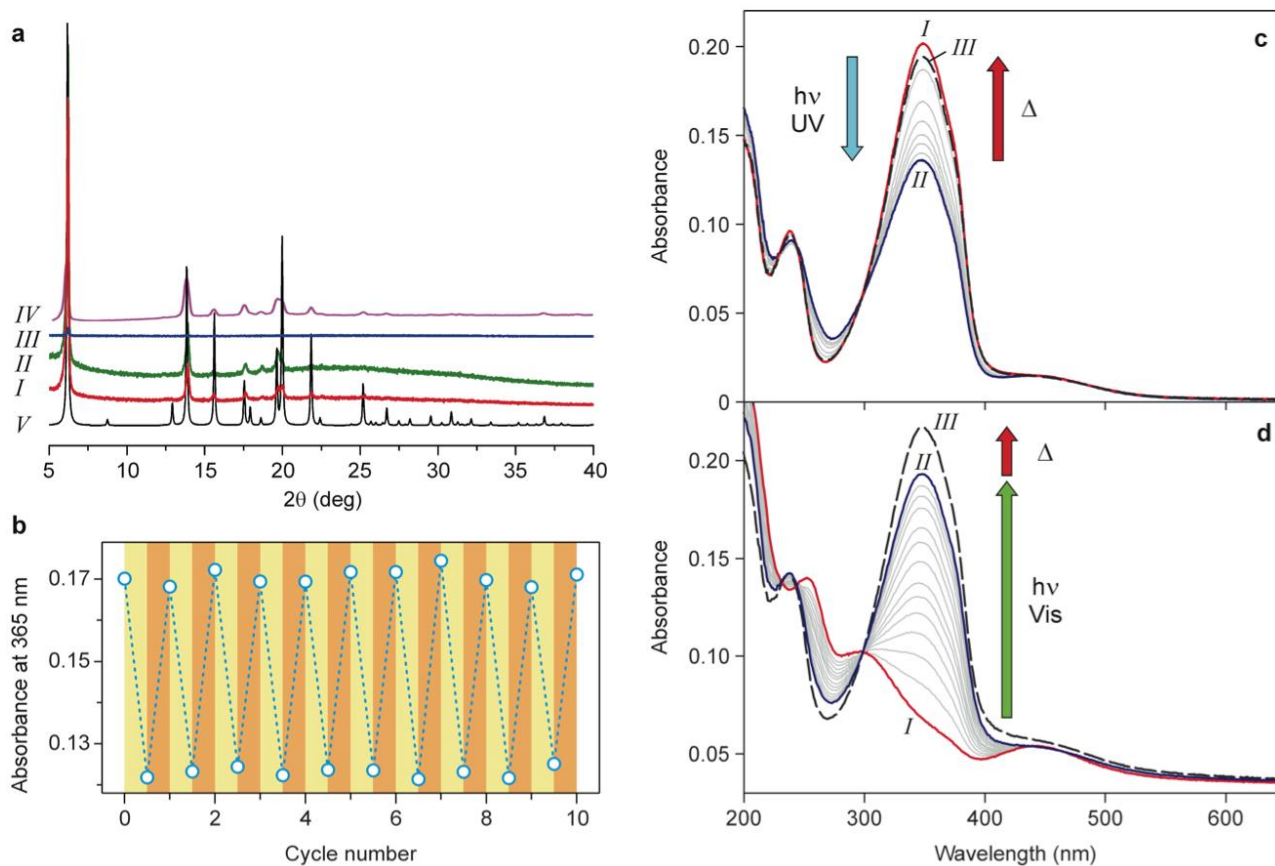 a
IV
III
II
I
V
5 10 15 20 25 30 35 40
2θ (deg)
b
Absorbance at 365 nm
0.17
0.15
0.13
0 2 4 6 8 10
Cycle number
c
I
III
hν
UV
Δ
II
Absorbance
0.20
0.15
0.10
0.05
0
d
III
Δ
II
hν
Vis
I
Absorbance
0.20
0.15
0.10
0.05
200 300 400 500 600
Wavelength (nm)